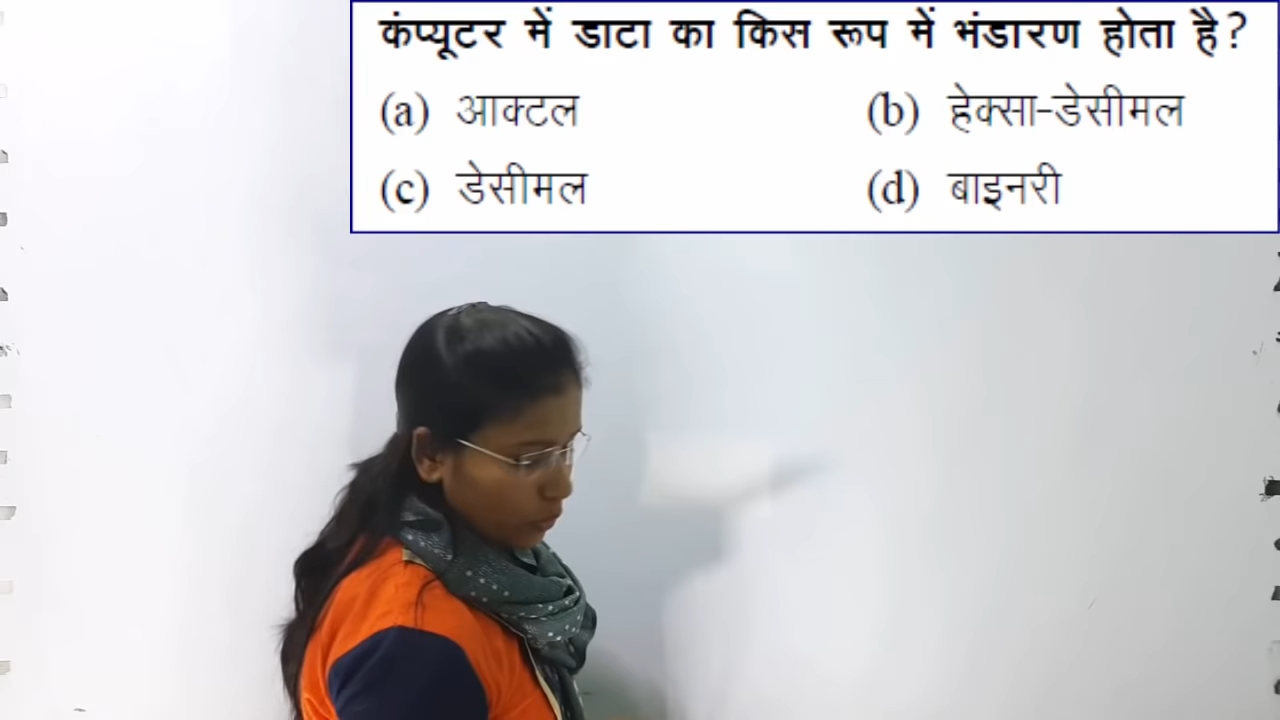 कंप्यूटर में डाटा का किस रूप में भंडारण होता है?
(a) आक्टल (b) हेक्सा-डेसीमल
(c) डेसीमल (d) बाइनरी